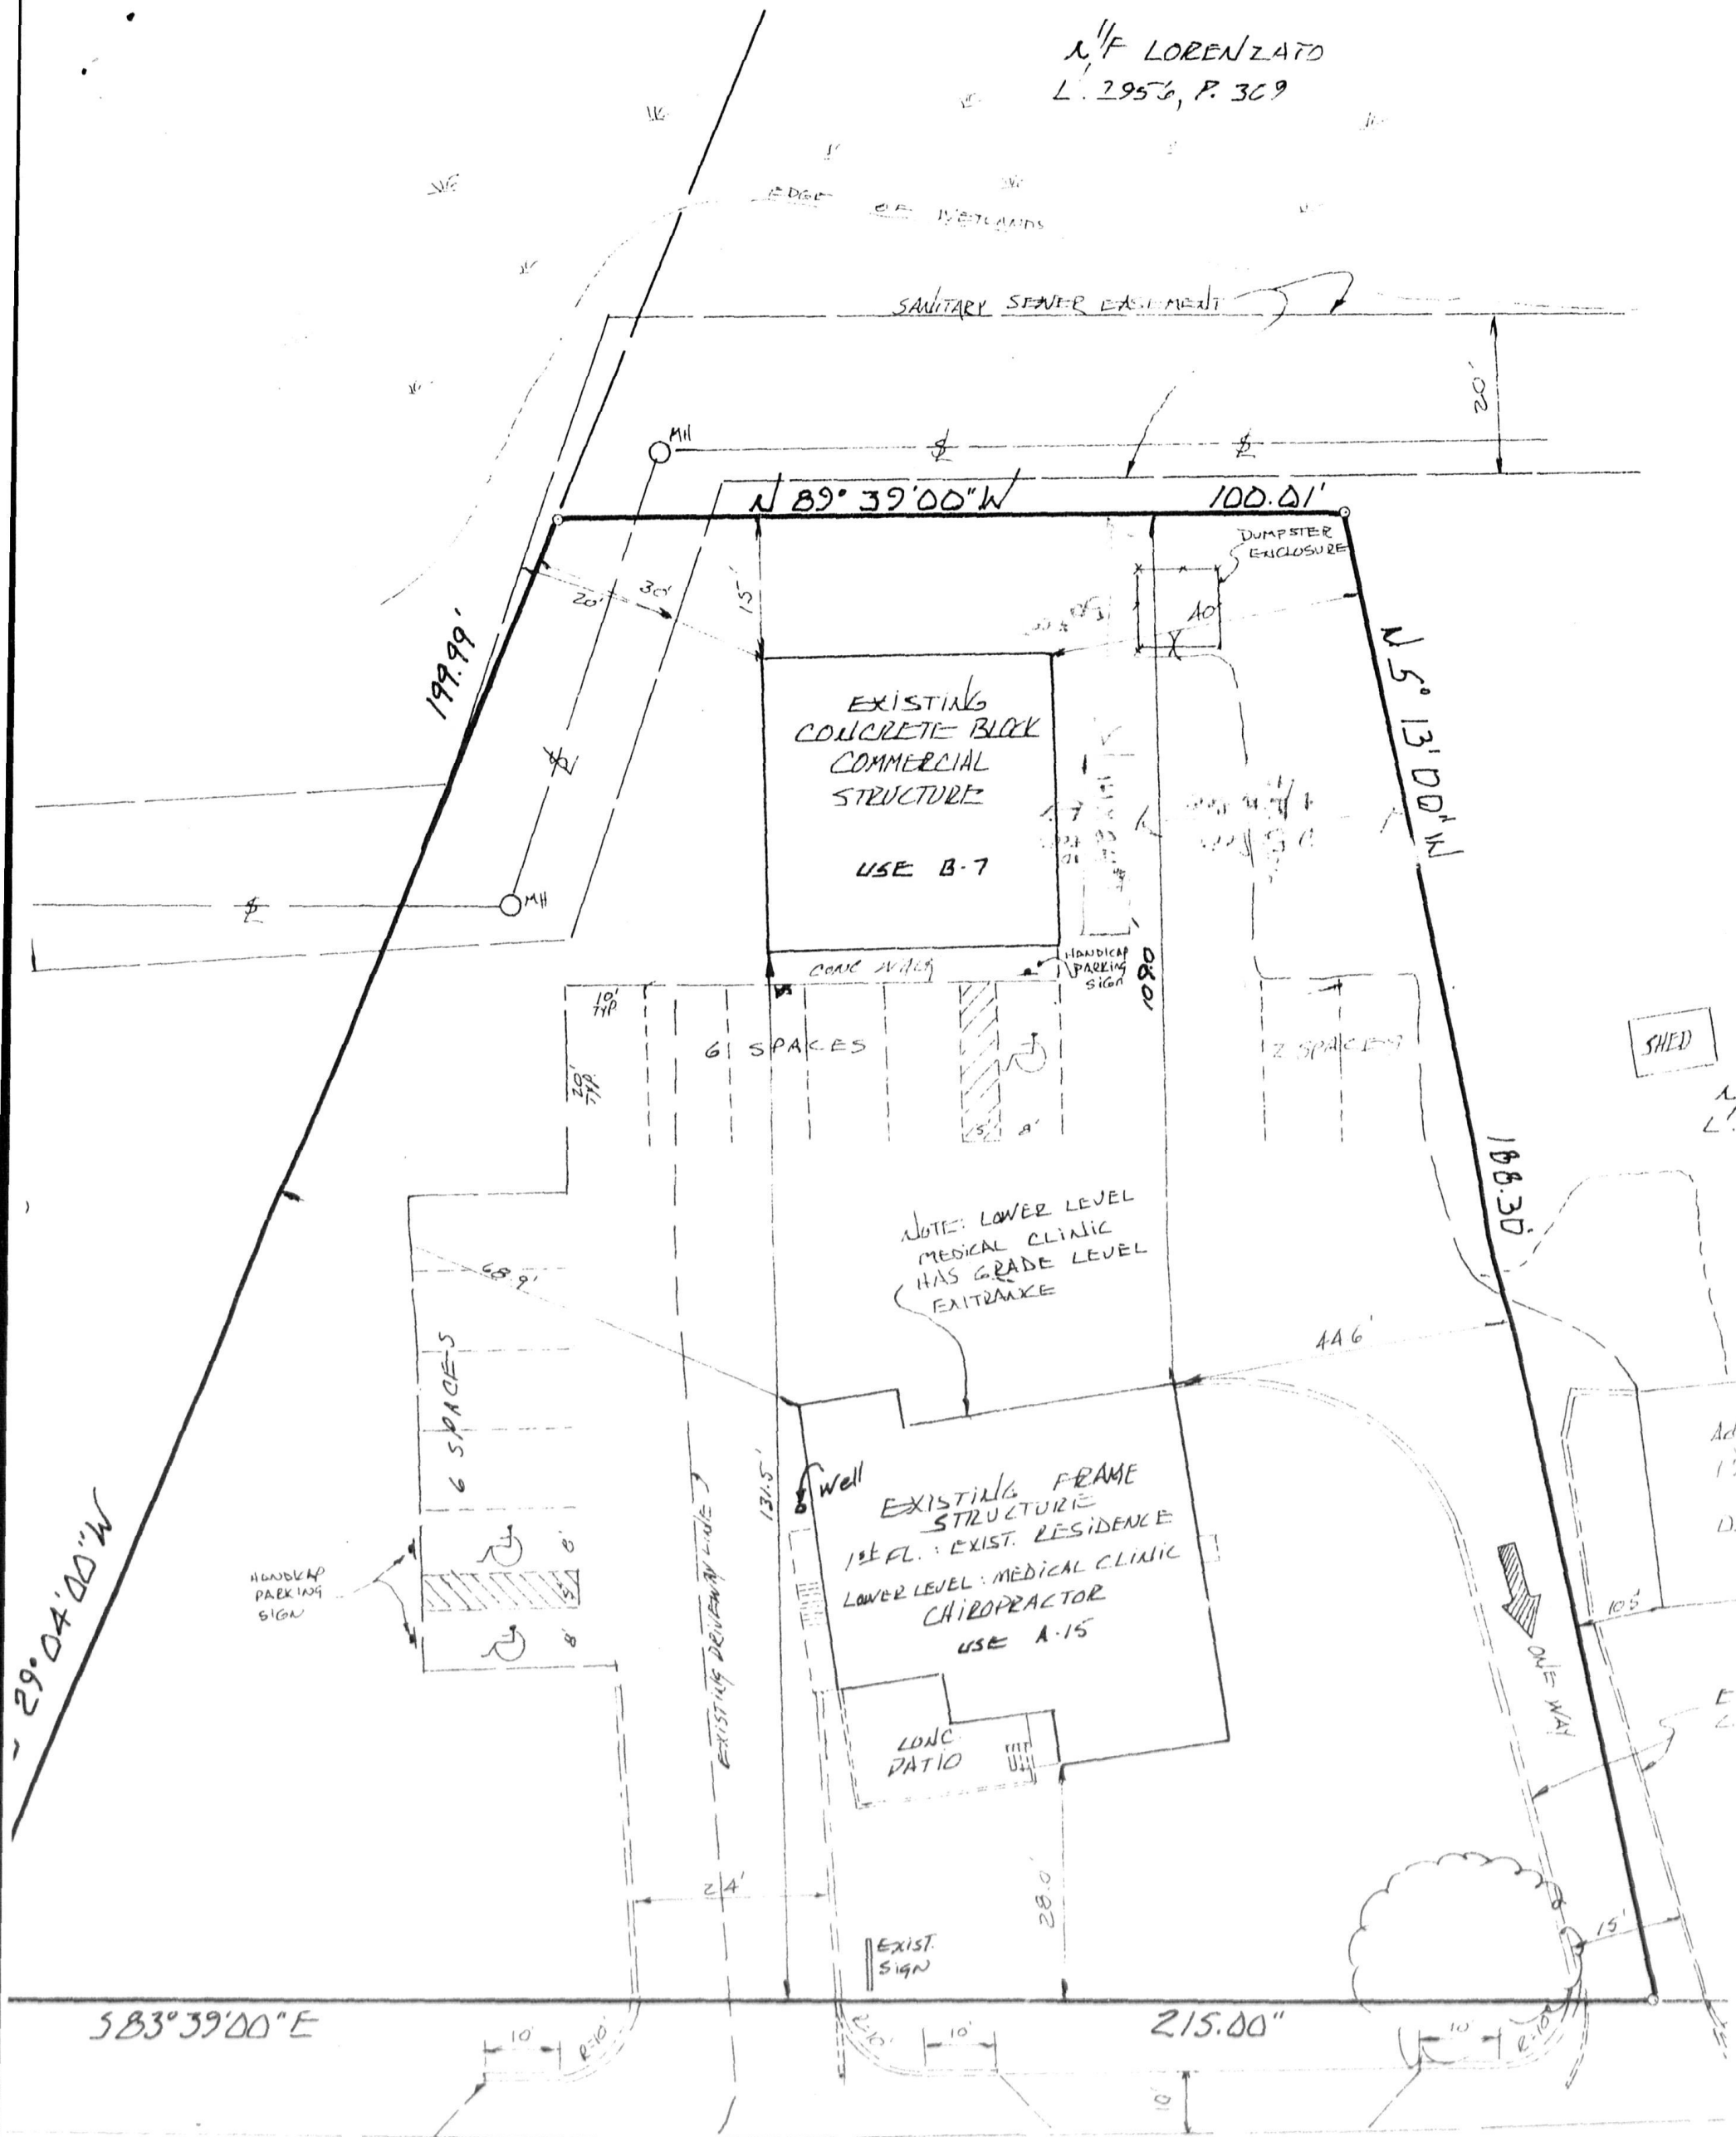 N/F LORENZATO
L. 2956, P. 309
EDGE OF WETLANDS
SANITARY SEWER EASEMENT
20'
MH
N 89° 39' 00" W 100.01'
DUMPSTER
ENCLOSURE
20'
30'
15'
40'
199.99'
N 5° 13' 00" W
EXISTING
CONCRETE BLOCK
COMMERCIAL
STRUCTURE
USE B-7
MH
CONC WALK
HANDICAP
PARKING
SIGN
108.0'
10'
TYP.
20'
TYP.
6 SPACES
5' 8'
2 SPACES
SHED
188.30'
NOTE: LOWER LEVEL
MEDICAL CLINIC
HAS GRADE LEVEL
ENTRANCE
68.9'
44.6'
6 SPACES
131.5'
Well
EXISTING FRAME
STRUCTURE
1st FL. : EXIST. RESIDENCE
LOWER LEVEL : MEDICAL CLINIC
CHIROPRACTOR
USE A-15
EXISTING DRIVEWAY LINE
HANDICAP
PARKING
SIGN
8'
5'
8'
29° 04' 00" W
10.5'
ONE WAY
CONC
PATIO
24'
28.0'
15'
EXIST.
SIGN
S83° 39' 00" E
215.00"
10'
R=10'
R=10'
10'
10'
R=10'
10'